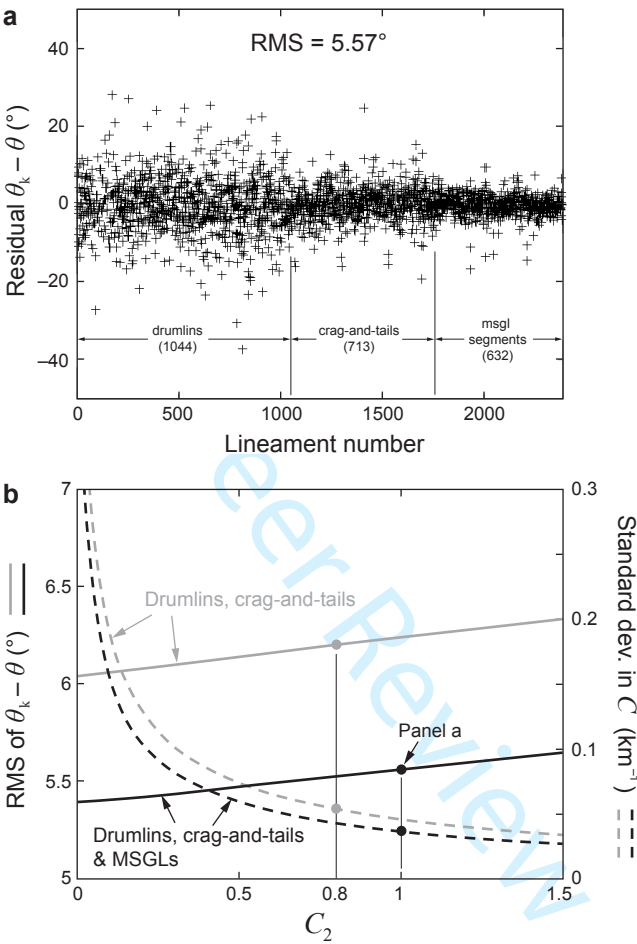 a
RMS = 5.57°
40
20
0
–20
–40
Residual θk – θ (°)
drumlins
(1044)
crag-and-tails
(713)
msgl
segments
(632)
0
500
1000
1500
2000
Lineament number
b
7
6.5
6
5.5
5
RMS of θk – θ (°)
0.3
0.2
0.1
0
Standard dev. in C (km⁻¹)
Drumlins, crag-and-tails
Panel a
Drumlins, crag-and-tails
& MSGLs
0
0.5
0.8
1
1.5
C2
eer Review